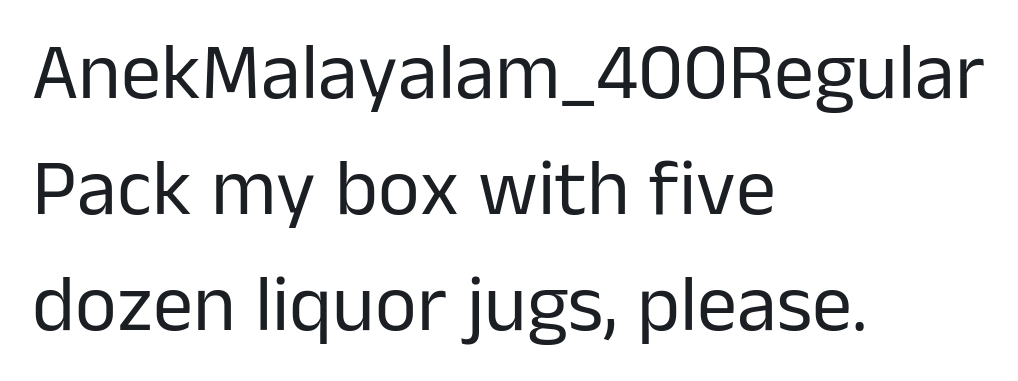 AnekMalayalam_400Regular
Pack my box with five
dozen liquor jugs, please.